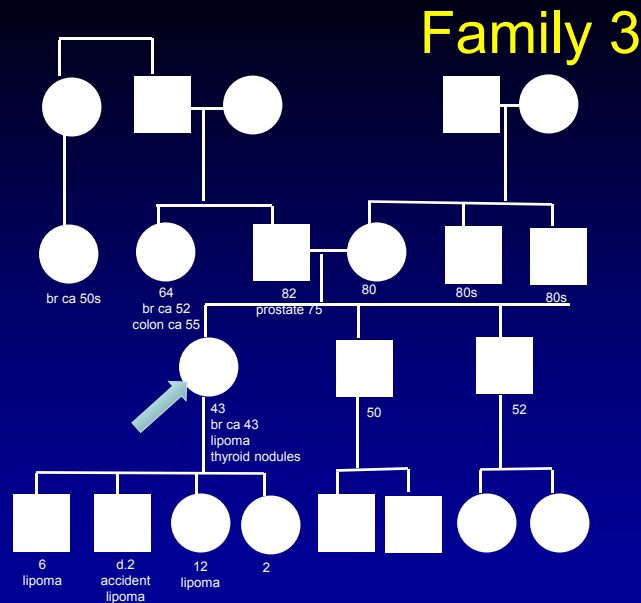 Family 3
br ca 50s
64
br ca 52
colon ca 55
82
prostate 75
80
80s
80s
43
br ca 43
lipoma
thyroid nodules
50
52
6
lipoma
d.2
accident
lipoma
12
lipoma
2